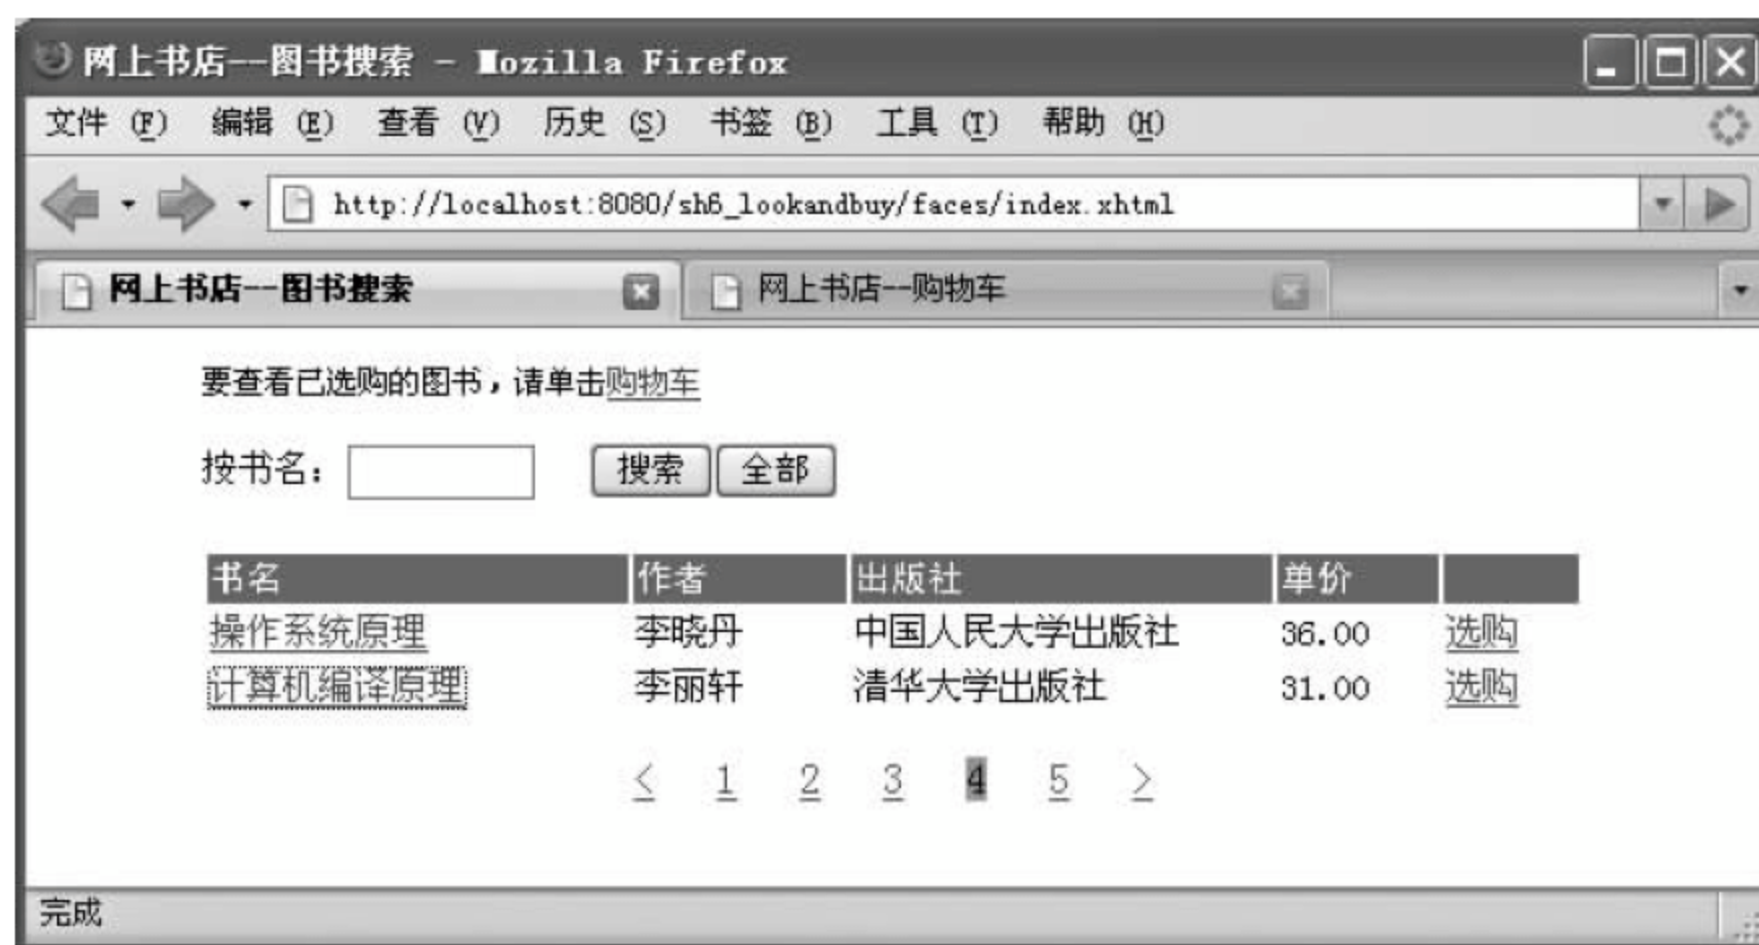 网上书店--图书搜索 - Mozilla Firefox
文件 (F) 编辑 (E) 查看 (V) 历史 (S) 书签 (B) 工具 (T) 帮助 (H)
http://localhost:8080/sh6_lookandbuy/faces/index.xhtml
网上书店--图书搜索 网上书店--购物车
要查看已选购的图书，请单击购物车
按书名: 搜索 全部
书名 作者 出版社 单价
操作系统原理 李晓丹 中国人民大学出版社 36.00 选购
计算机编译原理 李丽轩 清华大学出版社 31.00 选购
< 1 2 3 4 5 >
完成